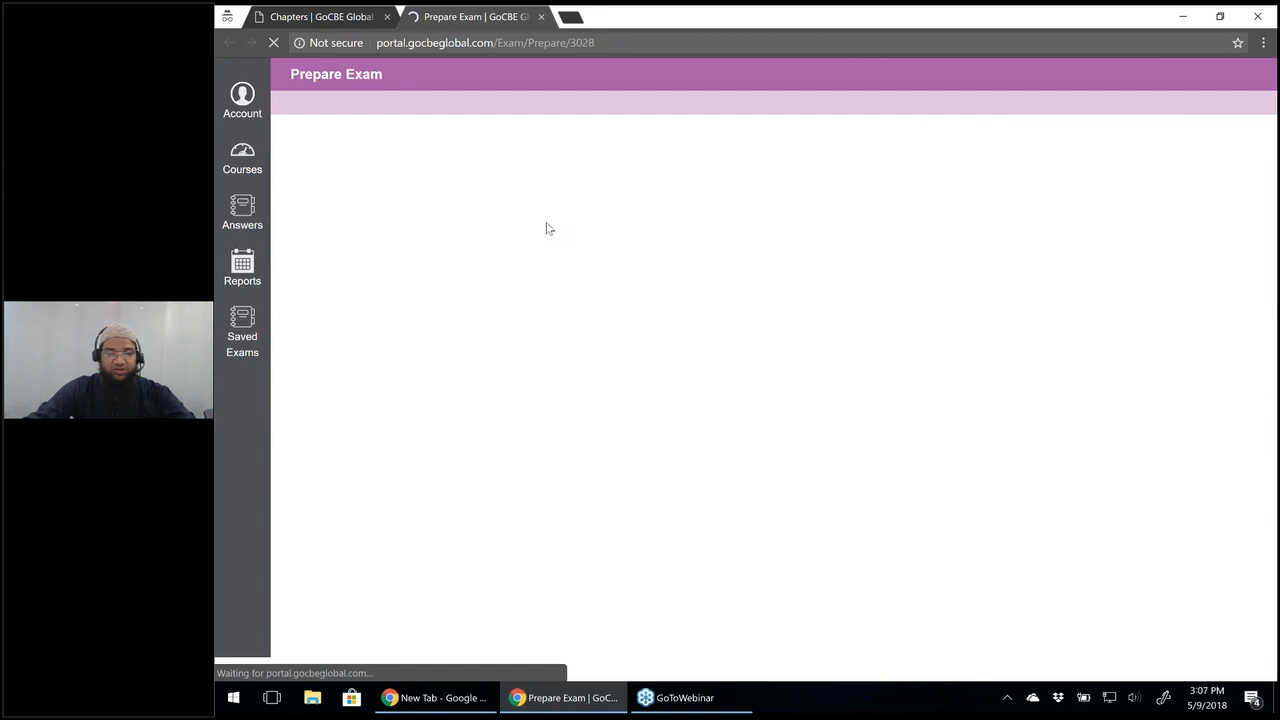 Chapters | GoCBE Global
Prepare Exam | GoCBE Gl
Not secure
portal.gocbeglobal.com/Exam/Prepare/3028
Prepare Exam
Account
Courses
Answers
Reports
Saved
Exams
Waiting for portal.gocbeglobal.com...
New Tab - Google ...
Prepare Exam | GoC...
GoToWebinar
3:07 PM
5/9/2018
4